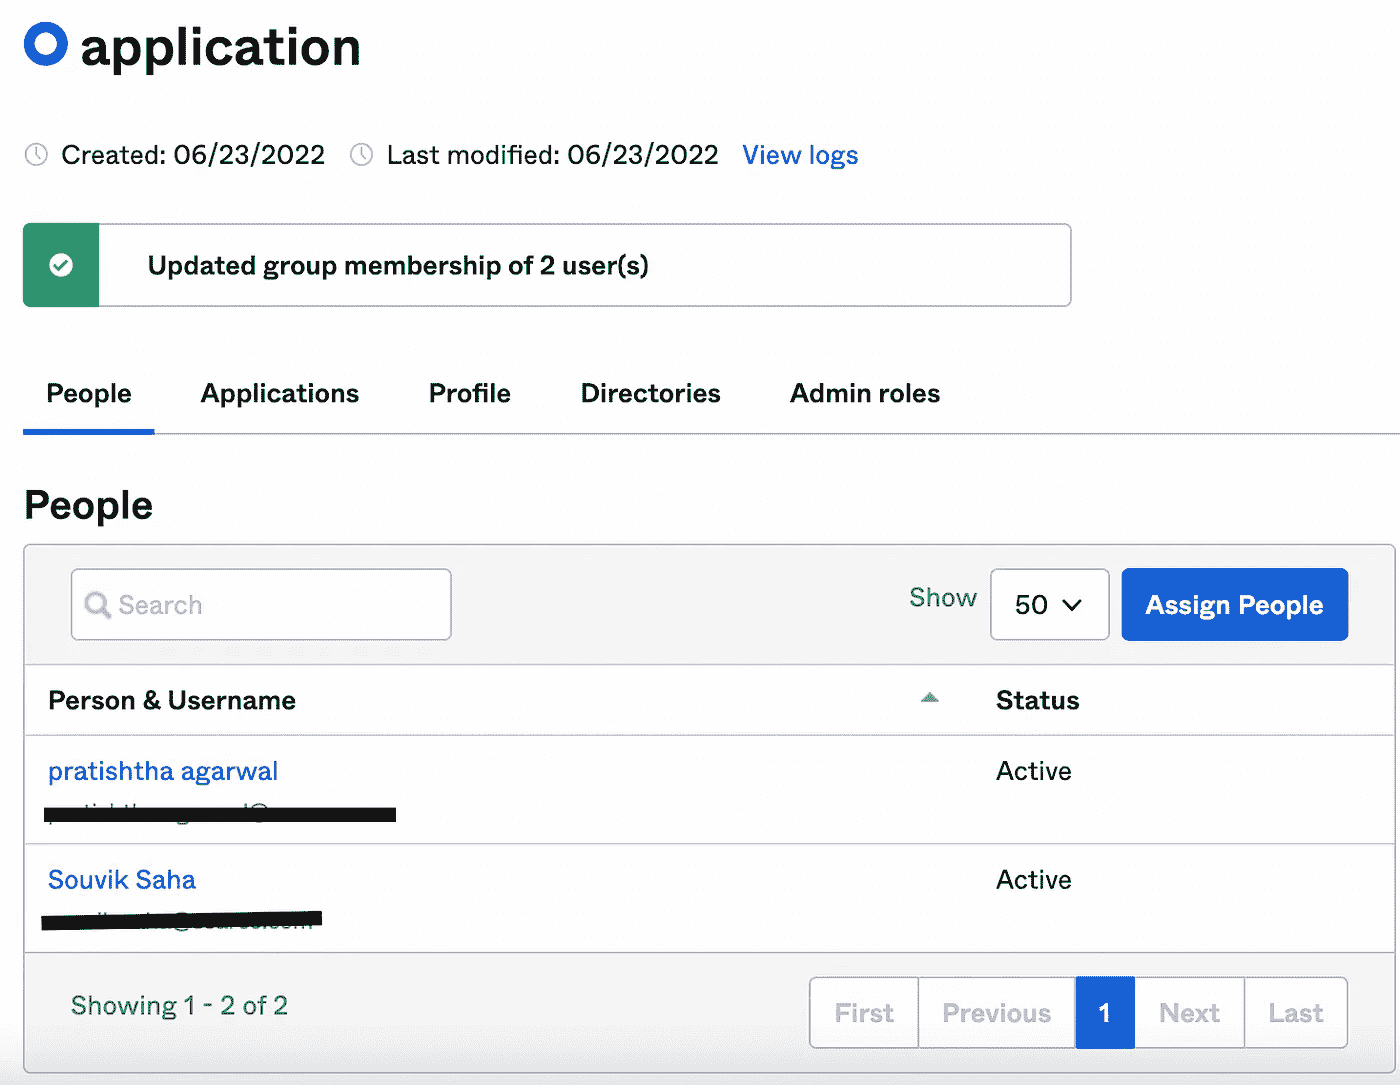 application
Created: 06/23/2022 Last modified: 06/23/2022 View logs
Updated group membership of 2 user(s)
People Applications Profile Directories Admin roles
People
Search Show 50 Assign People
Person & Username Status
pratishtha agarwal Active
Souvik Saha Active
Showing 1 - 2 of 2 First Previous 1 Next Last